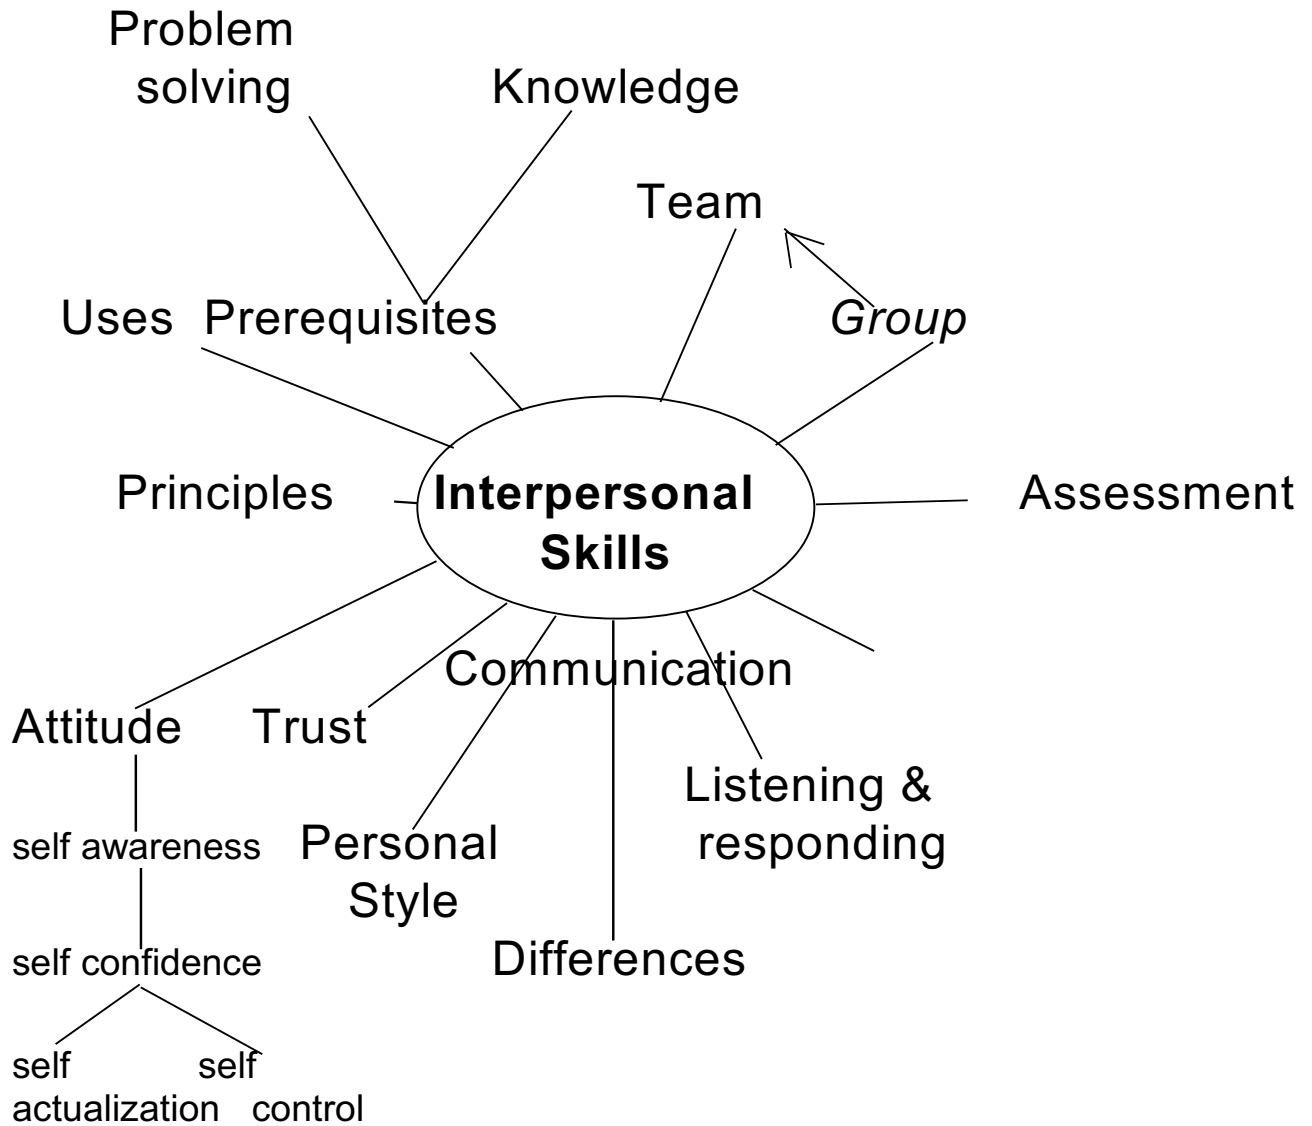 Problem
solving
Knowledge
Team
Uses Prerequisites
Group
Principles
Interpersonal
Skills
Assessment
Communication
Attitude
Trust
Listening &
responding
self awareness
Personal
Style
self confidence
Differences
self
actualization
self
control